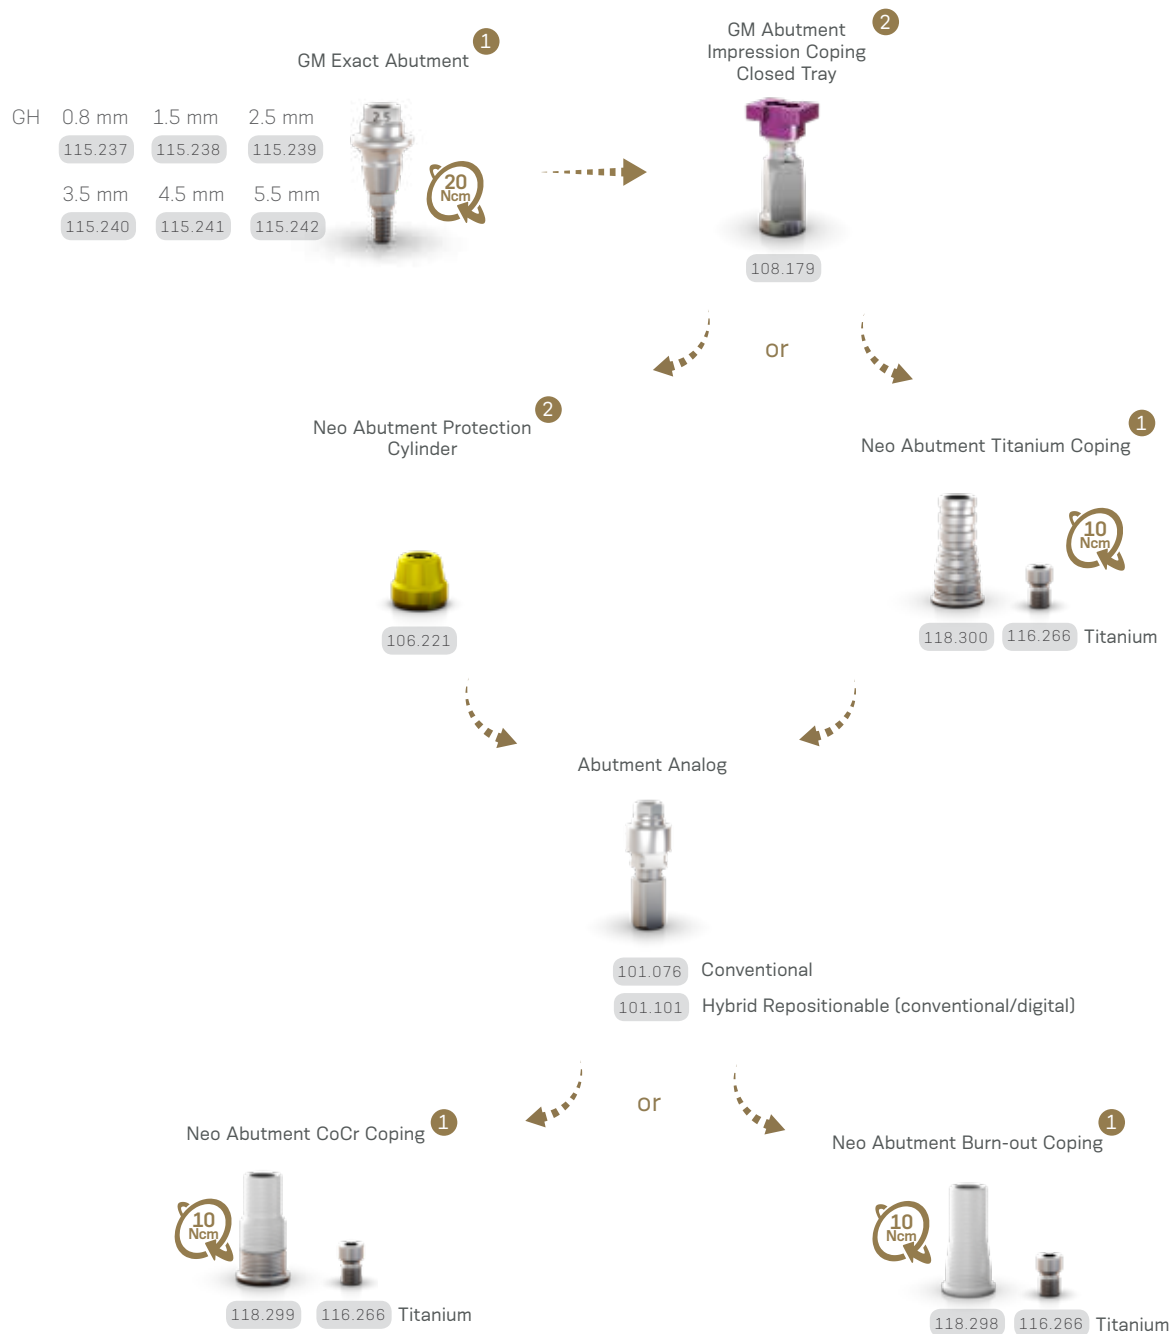 GM Exact Abutment 1
GM Abutment 2
Impression Coping
Closed Tray
GH 0.8 mm 1.5 mm 2.5 mm
115.237 115.238 115.239
3.5 mm 4.5 mm 5.5 mm
115.240 115.241 115.242
2.5
20
Ncm
108.179
or
Neo Abutment Protection 2
Cylinder
106.221
Neo Abutment Titanium Coping 1
10
Ncm
118.300 116.266 Titanium
Abutment Analog
101.076 Conventional
101.101 Hybrid Repositionable (conventional/digital)
or
Neo Abutment CoCr Coping 1
10
Ncm
118.299 116.266 Titanium
Neo Abutment Burn-out Coping 1
10
Ncm
118.298 116.266 Titanium